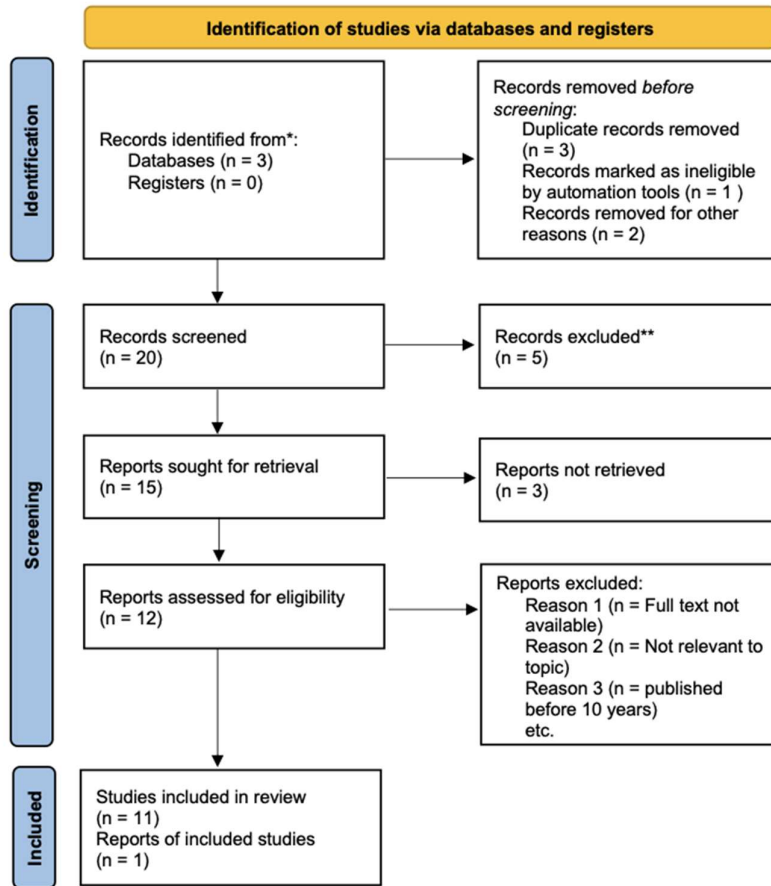 Identification of studies via databases and registers
Identification
Records identified from*:
Databases (n = 3)
Registers (n = 0)
Records removed before
screening:
Duplicate records removed
(n = 3)
Records marked as ineligible
by automation tools (n = 1 )
Records removed for other
reasons (n = 2)
Screening
Records screened
(n = 20)
Records excluded**
(n = 5)
Reports sought for retrieval
(n = 15)
Reports not retrieved
(n = 3)
Reports assessed for eligibility
(n = 12)
Reports excluded:
Reason 1 (n = Full text not
available)
Reason 2 (n = Not relevant to
topic)
Reason 3 (n = published
before 10 years)
etc.
Included
Studies included in review
(n = 11)
Reports of included studies
(n = 1)